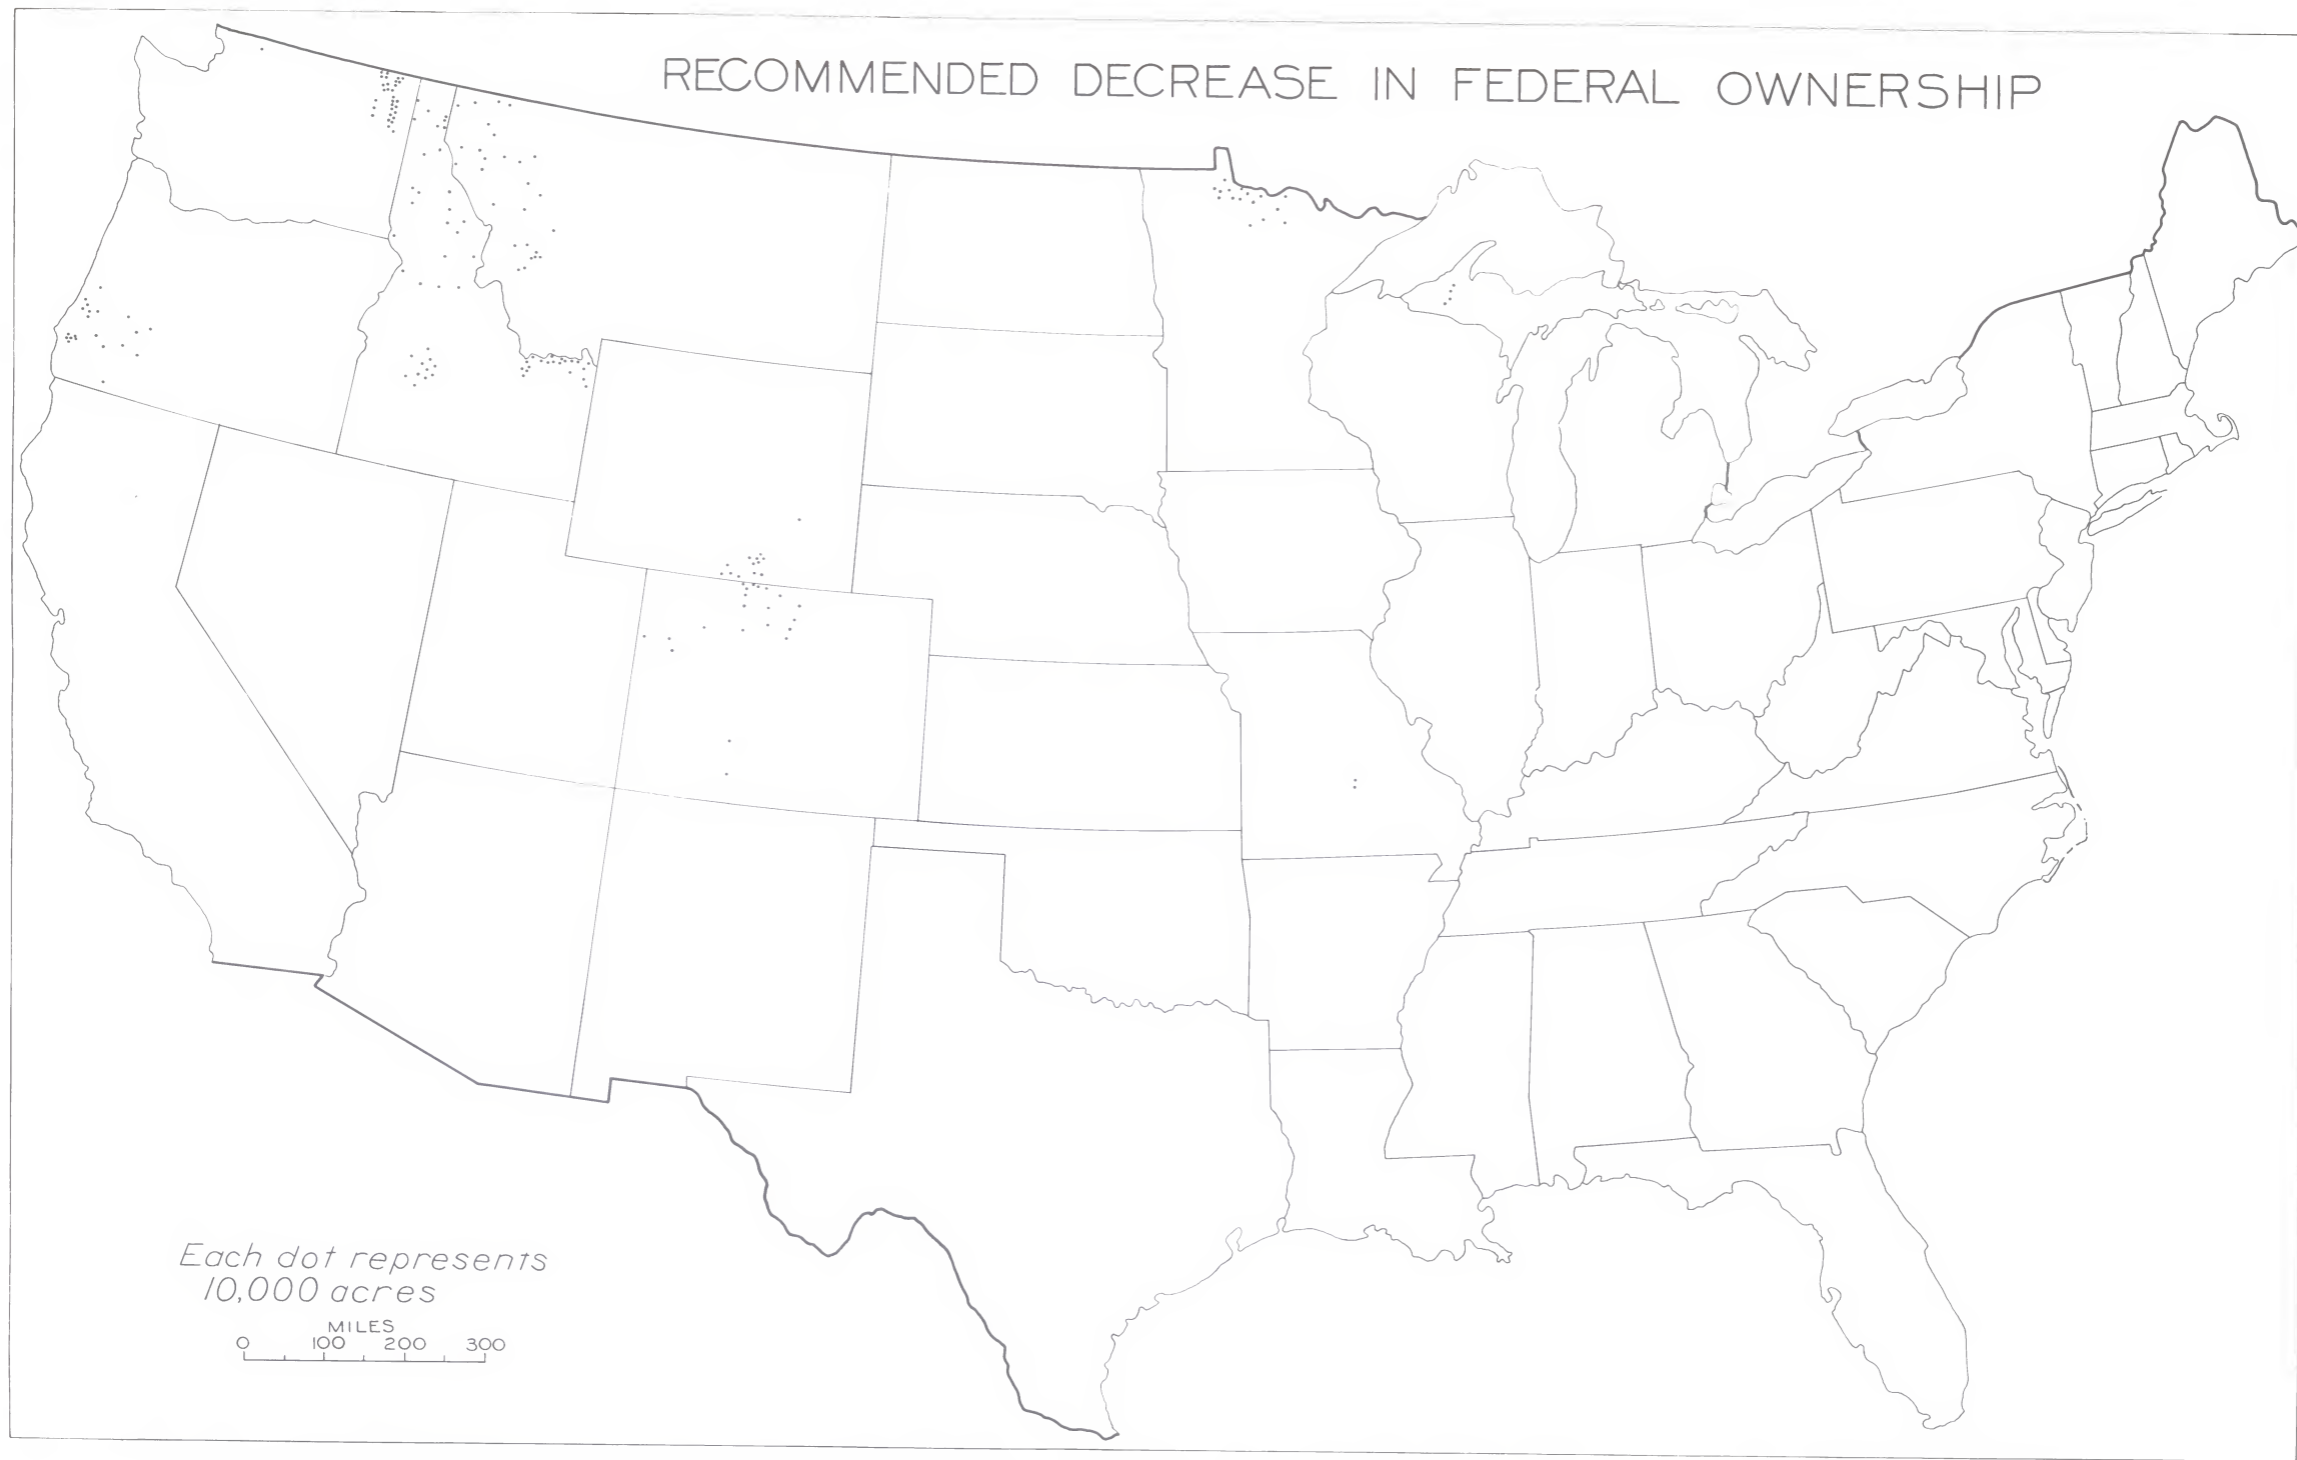 RECOMMENDED DECREASE IN FEDERAL OWNERSHIP
Each dot represents
10,000 acres
MILES
0 100 200 300